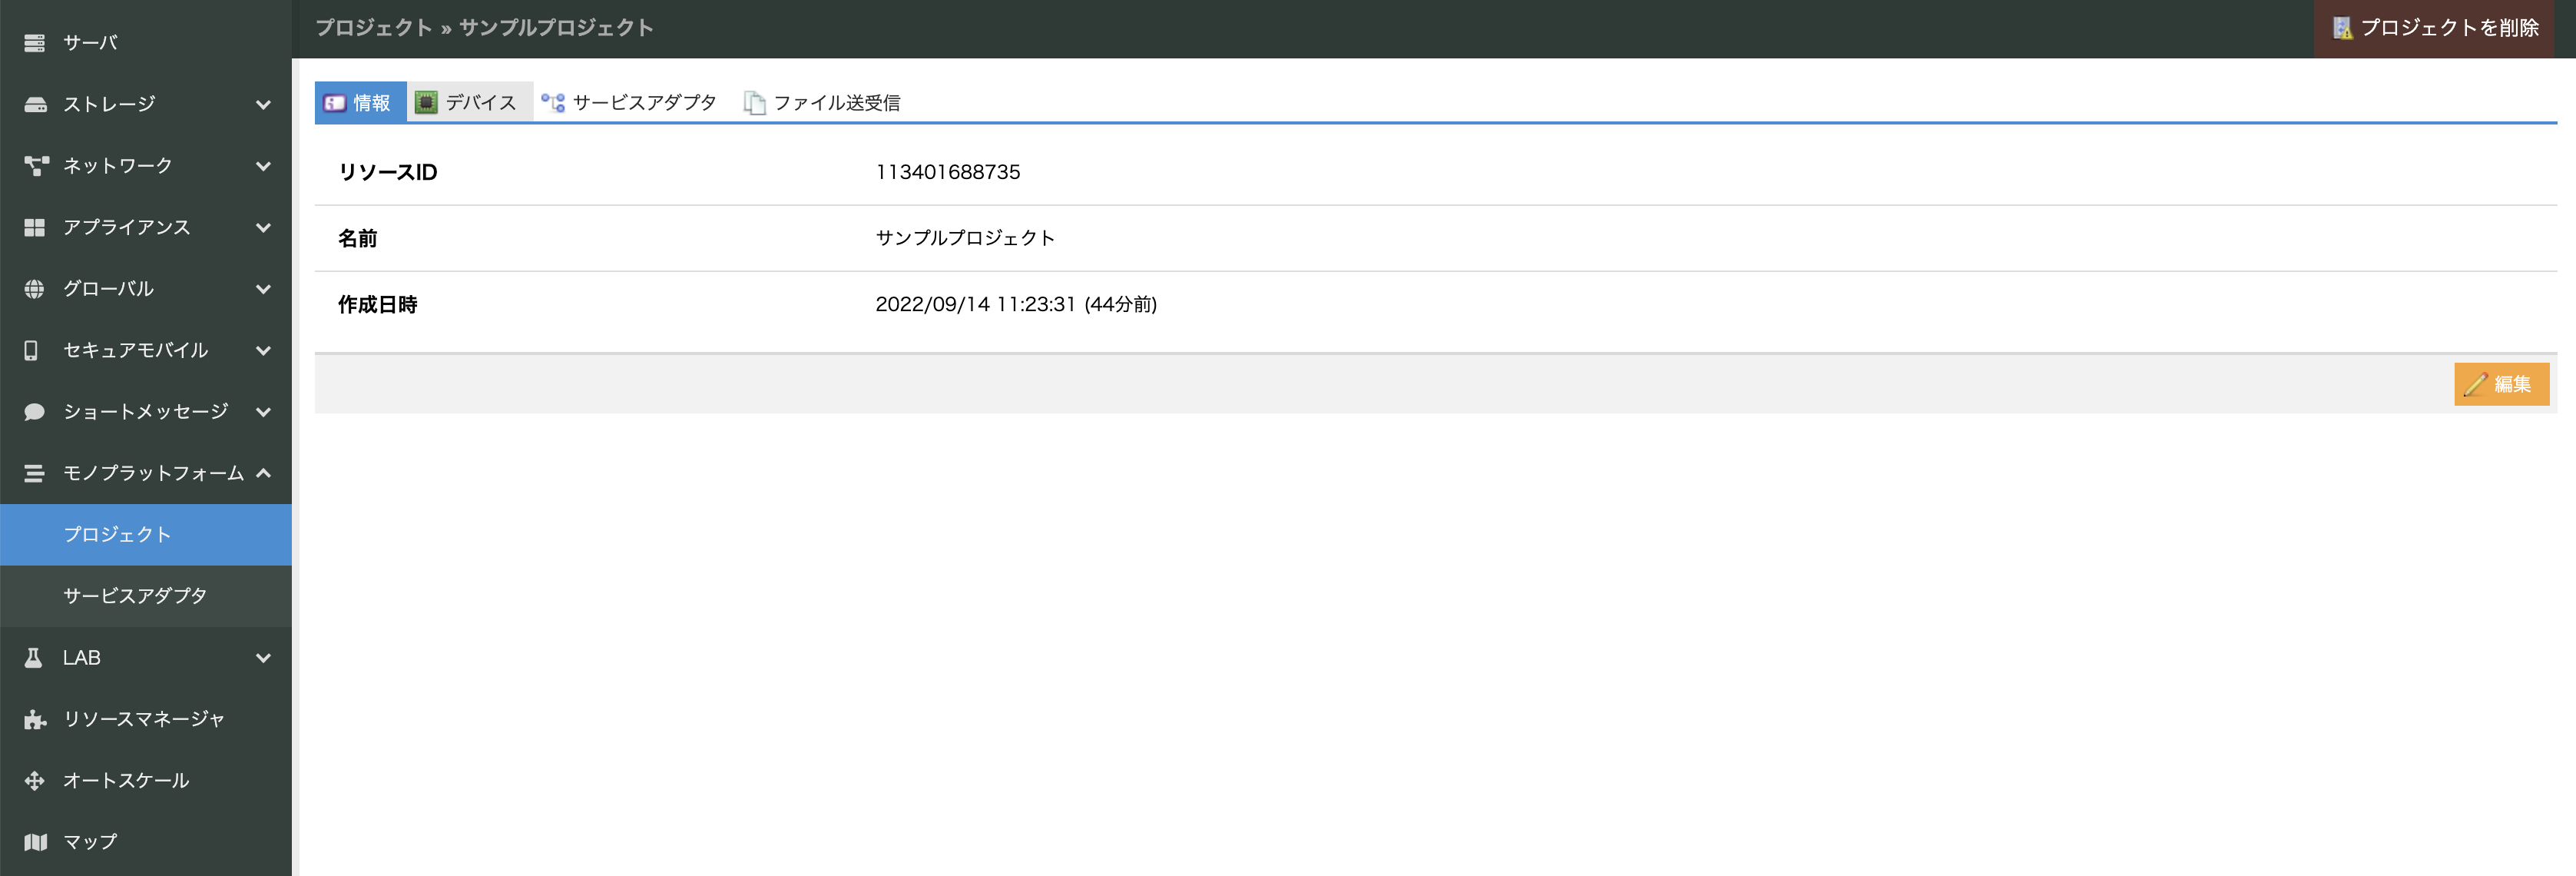 サーバ
ストレージ
ネットワーク
アプライアンス
グローバル
セキュアモバイル
ショートメッセージ
モノプラットフォーム
プロジェクト
サービスアダプタ
LAB
リソースマネージャ
オートスケール
マップ
プロジェクト » サンプルプロジェクト
プロジェクトを削除
情報 デバイス サービスアダプタ ファイル送受信
リソースID 113401688735
名前 サンプルプロジェクト
作成日時 2022/09/14 11:23:31 (44分前)
編集